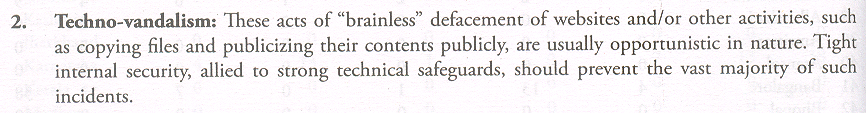 2. Techno-vandalism: These acts of “brainless” defacement of websites and/or other activities, such
as copying files and publicizing their contents publicly, are usually opportunistic in nature. Tight
internal security, allied to strong technical safeguards, should prevent the vast majority of such
incidents.